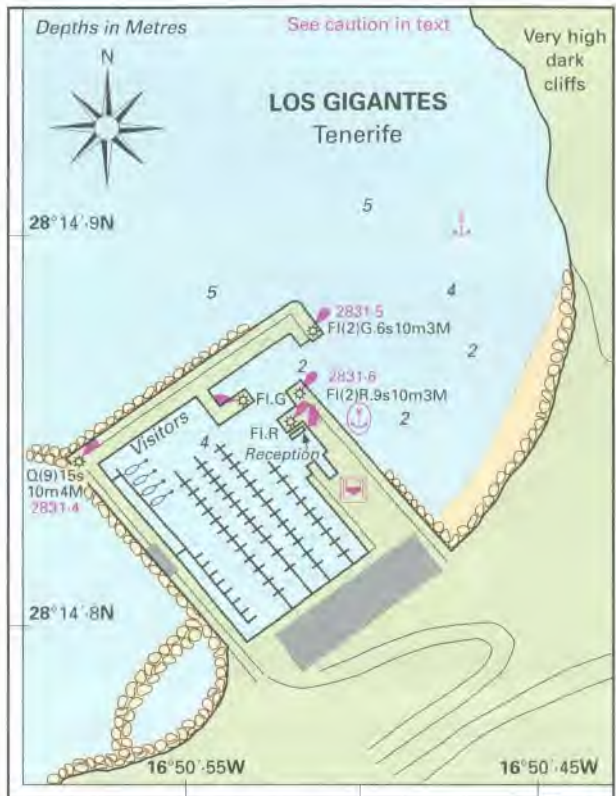 Depths in Metres
See caution in text
Very high
dark
cliffs
N
LOS GIGANTES
Tenerife
28°14'·9N
5
5
4
2831·5
Fl(2)G.6s10m3M
2
2
2831·6
Fl(2)R.9s10m3M
Fl.G
2
Visitors
4
Fl.R
Reception
Q(9)15s
10m4M
2831·4
28°14'·8N
16°50'·55W
16°50'·45W